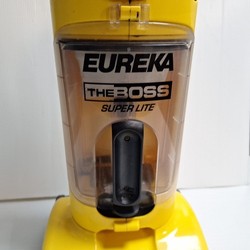 EUREKA
THE BOSS
SUPER LITE